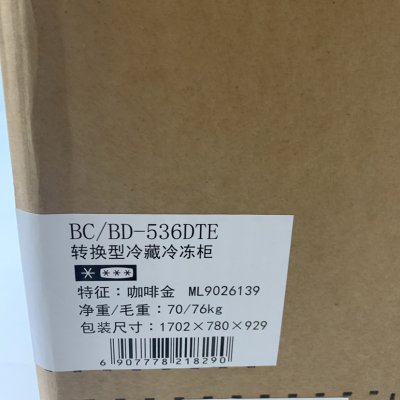 BC/BD-536DTE
转换型冷藏冷冻柜
特征：咖啡金 ML9026139
净重/毛重：70/76kg
包装尺寸：1702×780×929
6 907778 218290